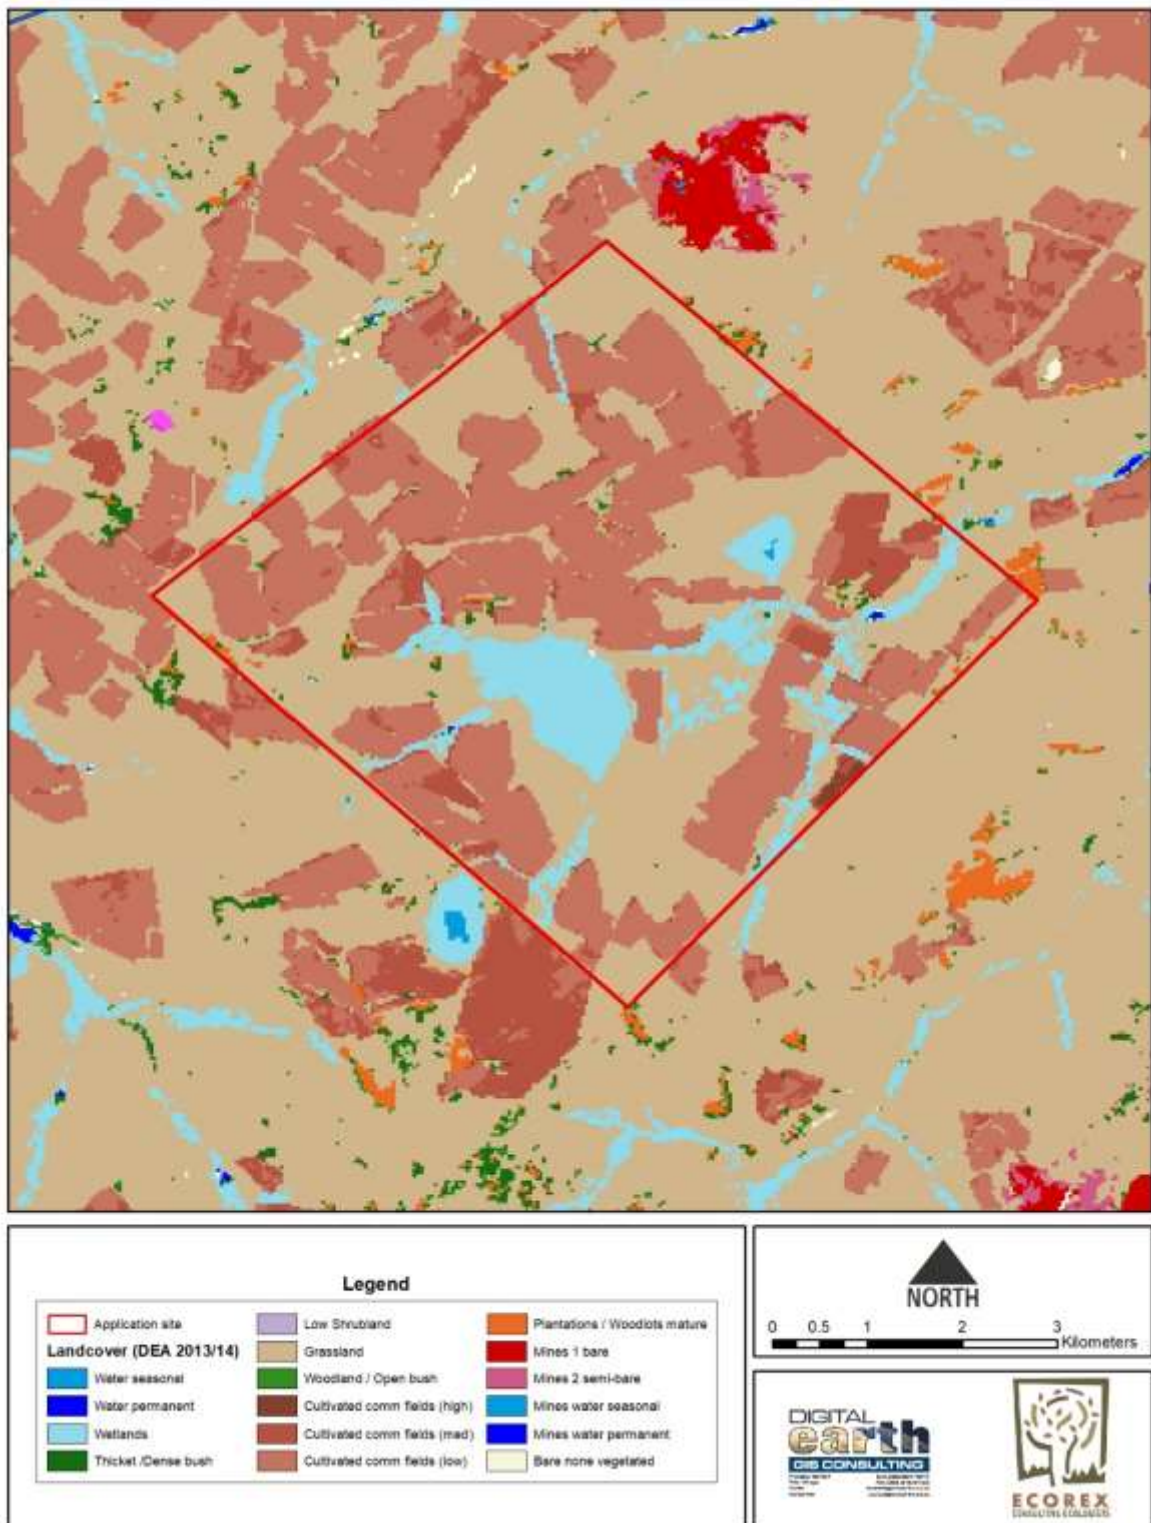 Legend
Application site
Landcover (DEA 2013/14)
Water seasonal
Water permanent
Wetlands
Thicket /Dense bush
Low Shrubland
Grassland
Woodland / Open bush
Cultivated comm fields (high)
Cultivated comm fields (med)
Cultivated comm fields (low)
Plantations / Woodlots mature
Mines 1 bare
Mines 2 semi-bare
Mines water seasonal
Mines water permanent
Bare none vegetated
NORTH
0 0.5 1 2 3
Kilometers
DIGITAL
earth
GIS CONSULTING
ECOREX
CONSULTING ECOLOGISTS